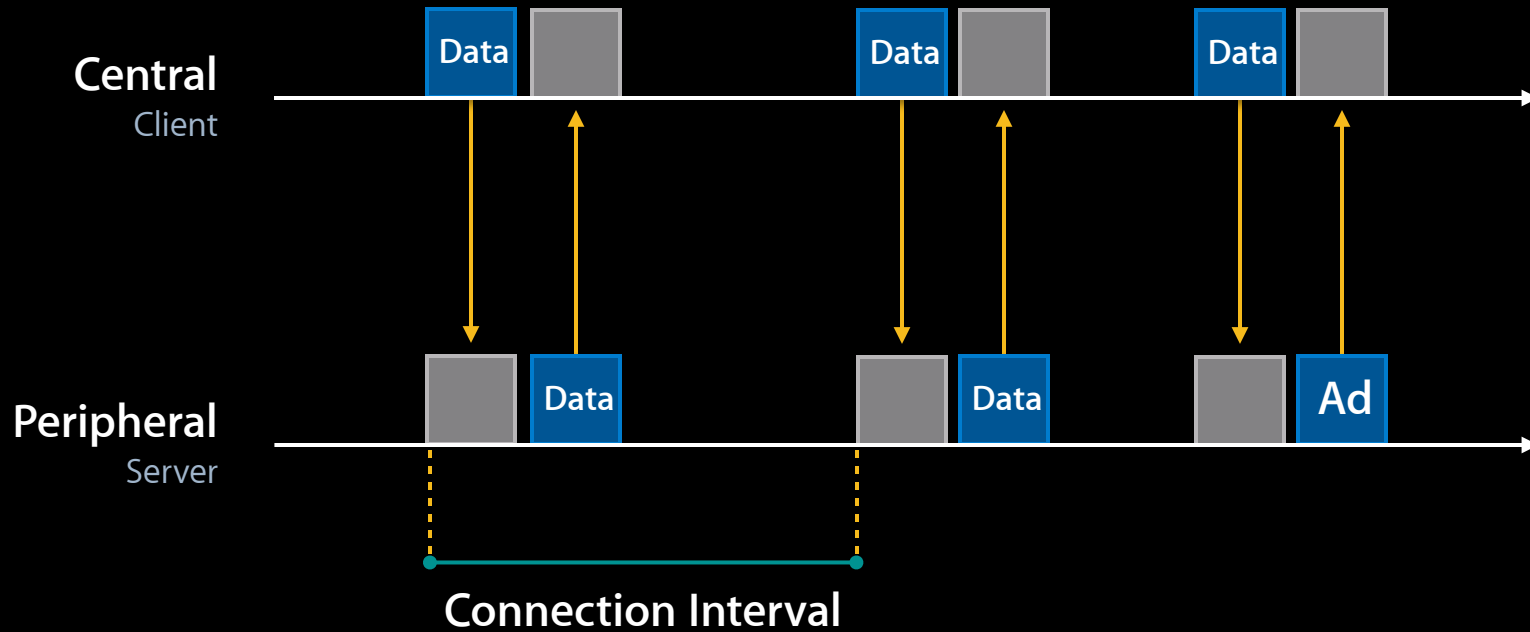 Data
Data
Data
Central
Client
Data
Data
Ad
Peripheral
Server
Connection Interval